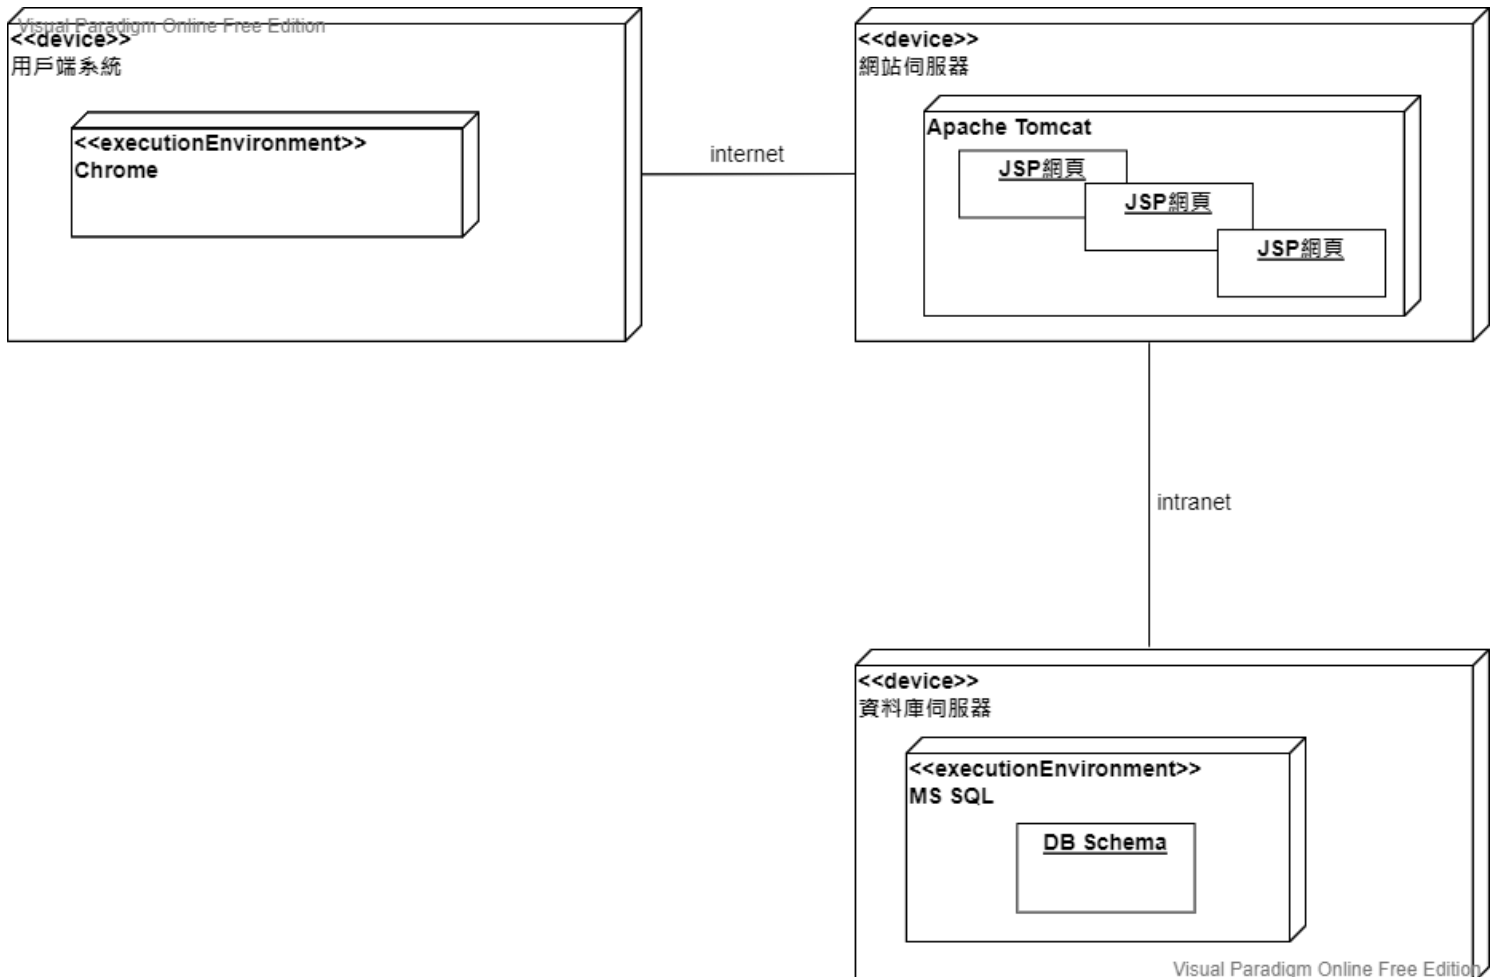 Visual Paradigm Online Free Edition
<<device>>
用戶端系統
<<executionEnvironment>>
Chrome
internet
<<device>>
網站伺服器
Apache Tomcat
JSP網頁
JSP網頁
JSP網頁
intranet
<<device>>
資料庫伺服器
<<executionEnvironment>>
MS SQL
DB Schema
Visual Paradigm Online Free Edition